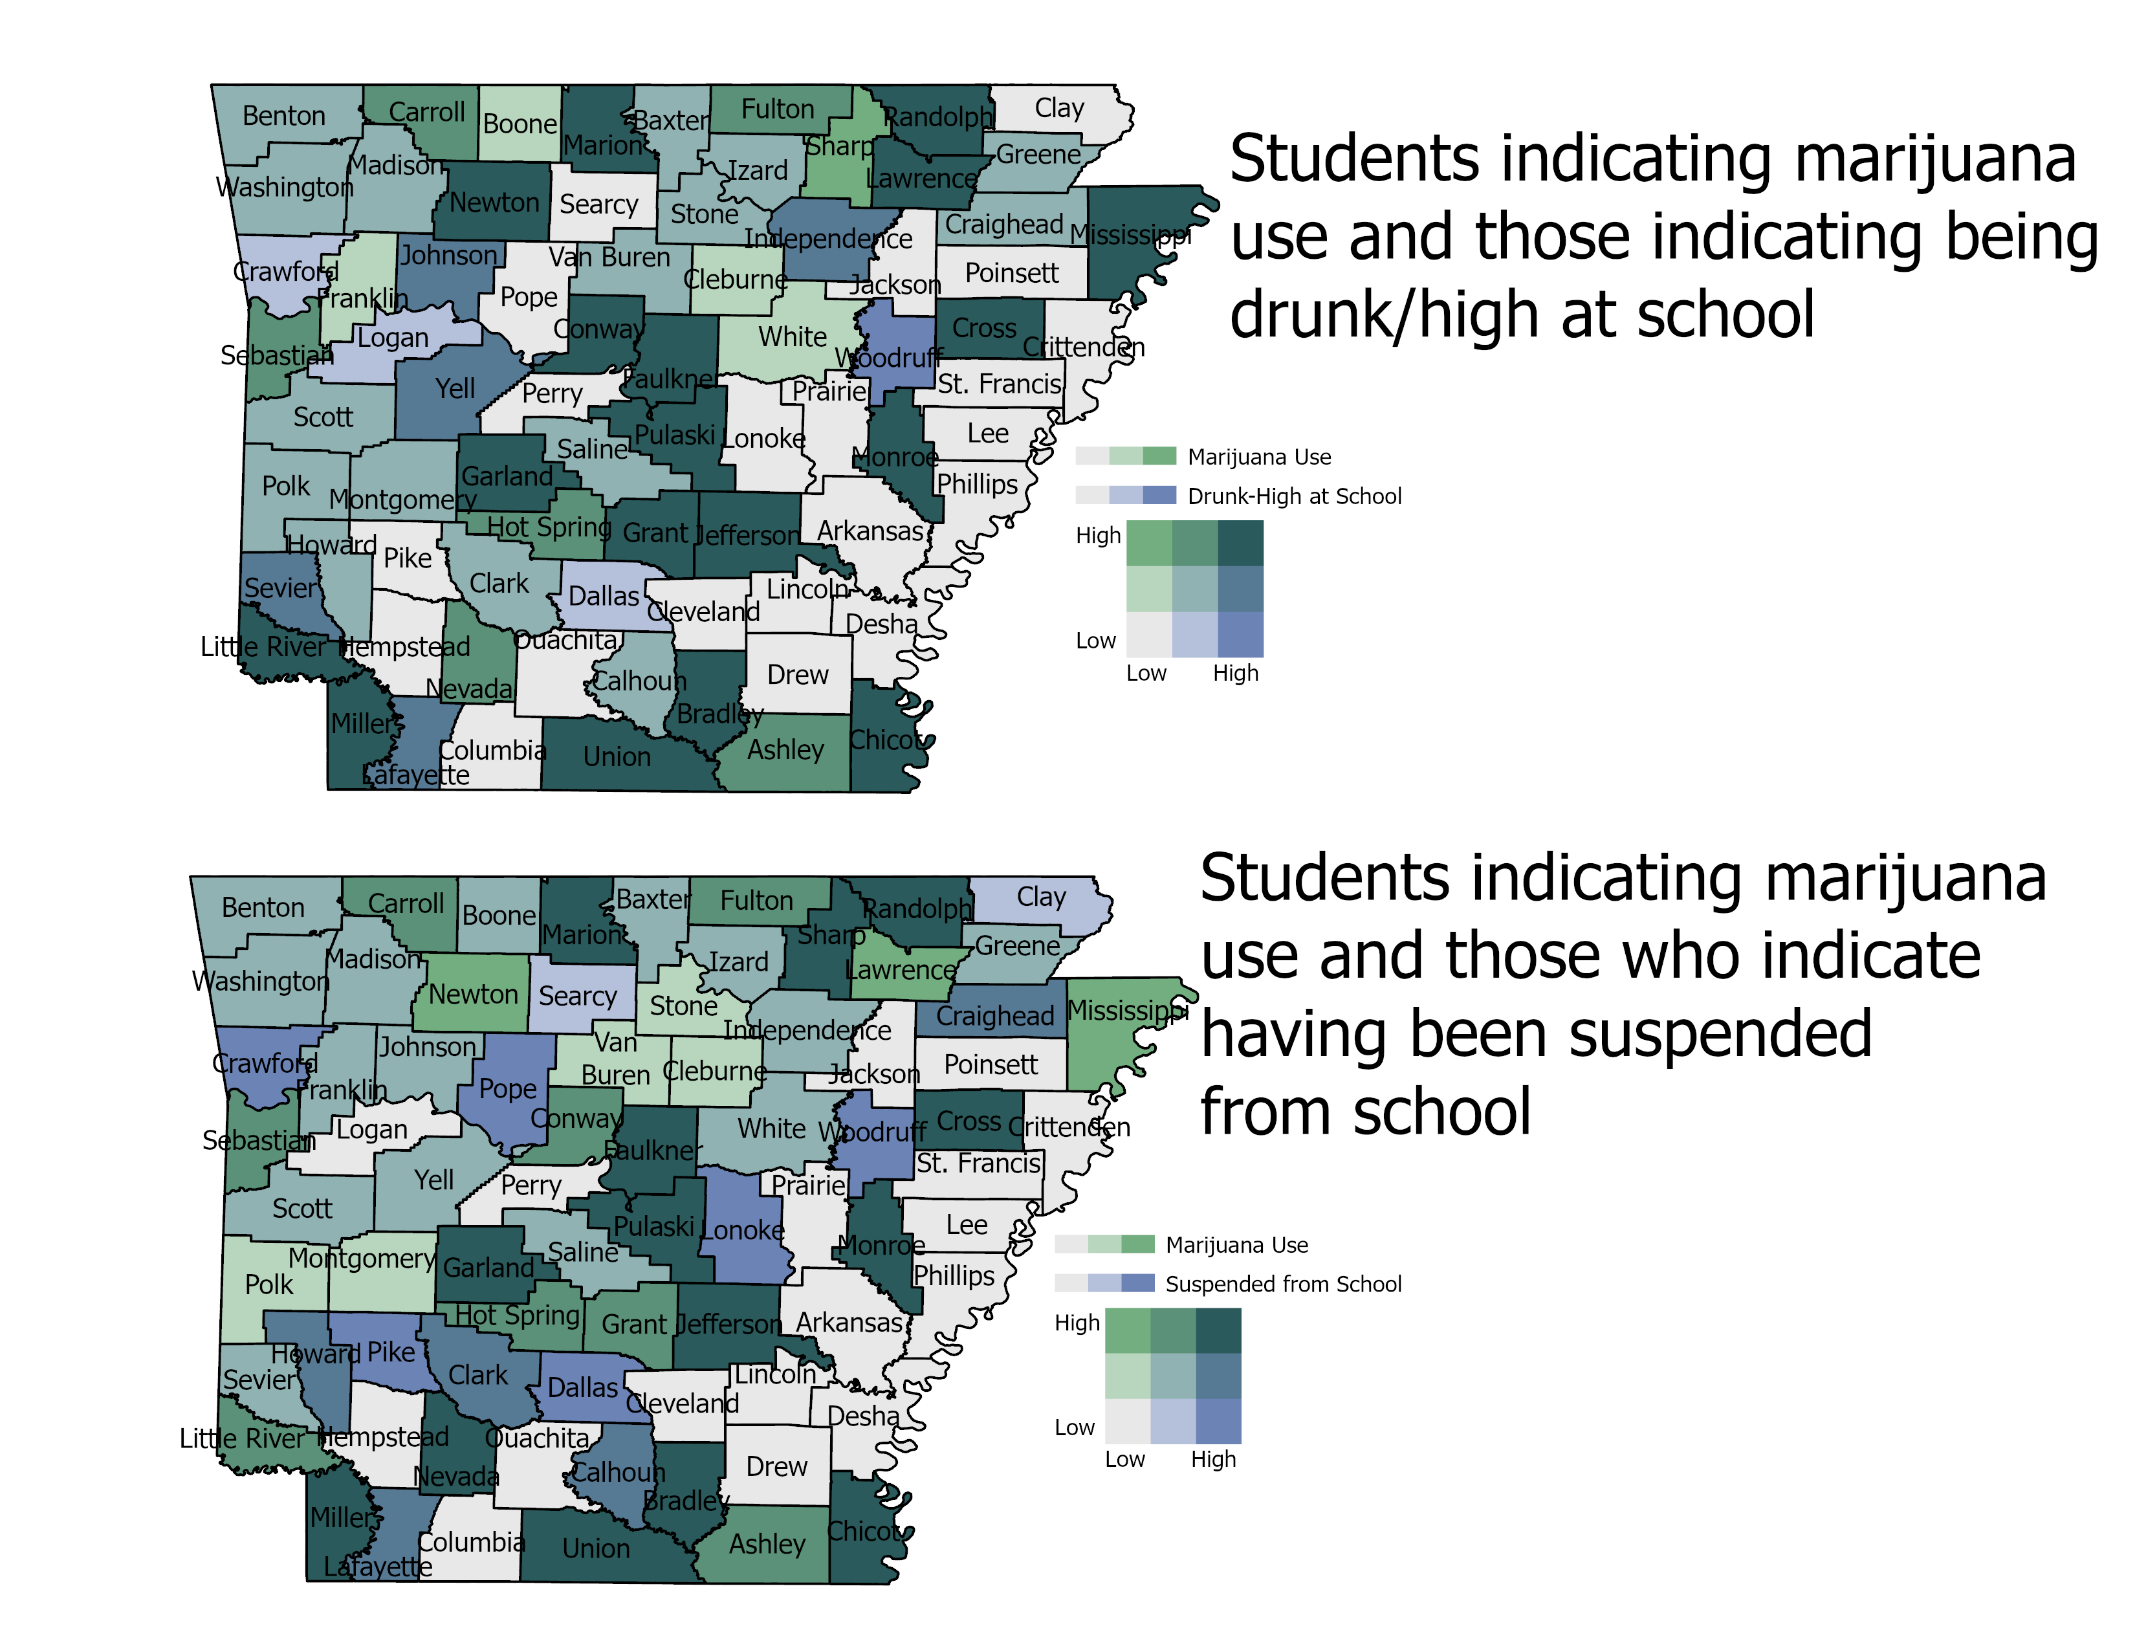 Benton
Carroll
Boone
Marion
Baxter
Fulton
Sharp
Randolph
Clay
Washington
Madison
Newton
Searcy
Stone
Izard
Lawrence
Greene
Independence
Craighead
Mississippi
Crawford
Franklin
Johnson
Pope
Van Buren
Cleburne
Jackson
Poinsett
Sebastian
Logan
Conway
White
Woodruff
Cross
Crittenden
Scott
Yell
Perry
Faulkner
Prairie
St. Francis
Polk
Montgomery
Garland
Saline
Pulaski
Lonoke
Monroe
Lee
Phillips
Howard
Pike
Hot Spring
Grant
Jefferson
Arkansas
Sevier
Clark
Dallas
Cleveland
Lincoln
Desha
Little River
Hempstead
Nevada
Ouachita
Calhoun
Bradley
Drew
Miller
Lafayette
Columbia
Union
Ashley
Chicot
Students indicating marijuana
use and those indicating being
drunk/high at school
Marijuana Use
Drunk-High at School
High
Low
Low High
Benton
Carroll
Boone
Marion
Baxter
Fulton
Sharp
Randolph
Clay
Washington
Madison
Newton
Searcy
Stone
Izard
Lawrence
Greene
Independence
Craighead
Mississippi
Crawford
Franklin
Johnson
Pope
Van
Buren
Cleburne
Jackson
Poinsett
Sebastian
Logan
Conway
Faulkner
White
Woodruff
Cross
Crittenden
Scott
Yell
Perry
Prairie
St. Francis
Polk
Montgomery
Garland
Saline
Pulaski
Lonoke
Monroe
Lee
Phillips
Howard
Pike
Hot Spring
Grant
Jefferson
Arkansas
Sevier
Clark
Dallas
Cleveland
Lincoln
Desha
Little River
Hempstead
Nevada
Ouachita
Calhoun
Bradley
Drew
Miller
Lafayette
Columbia
Union
Ashley
Chicot
Students indicating marijuana
use and those who indicate
having been suspended
from school
Marijuana Use
Suspended from School
High
Low
Low High